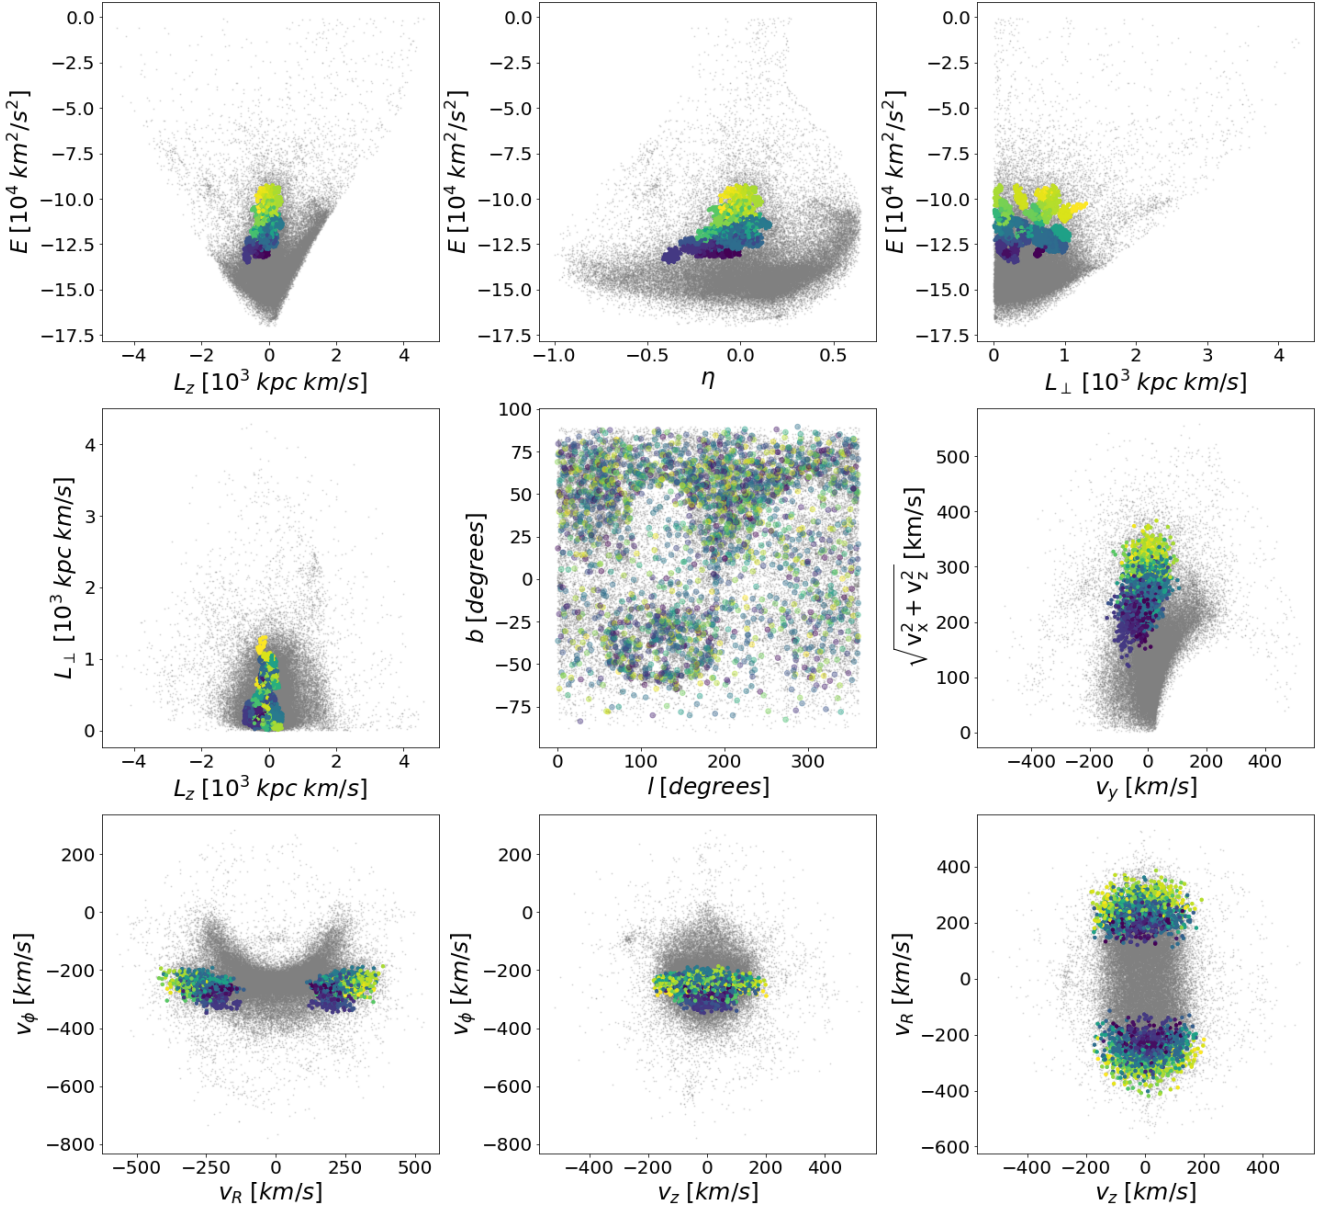 0.0
−2.5
−5.0
−7.5
−10.0
−12.5
−15.0
−17.5
E [10⁴ km²/s²]
−4 −2 0 2 4
L_z [10³ kpc km/s]
0.0
−2.5
−5.0
−7.5
−10.0
−12.5
−15.0
−17.5
E [10⁴ km²/s²]
−1.0 −0.5 0.0 0.5
η
0.0
−2.5
−5.0
−7.5
−10.0
−12.5
−15.0
−17.5
E [10⁴ km²/s²]
0 1 2 3 4
L_⊥ [10³ kpc km/s]
4
3
2
1
0
L_⊥ [10³ kpc km/s]
−4 −2 0 2 4
L_z [10³ kpc km/s]
100
75
50
25
0
−25
−50
−75
b [degrees]
0 100 200 300
l [degrees]
500
400
300
200
100
0
√v_x² + v_z² [km/s]
−400 −200 0 200 400
v_y [km/s]
200
0
−200
−400
−600
−800
v_ϕ [km/s]
−500 −250 0 250 500
v_R [km/s]
200
0
−200
−400
−600
−800
v_ϕ [km/s]
−400 −200 0 200 400
v_z [km/s]
400
200
0
−200
−400
−600
v_R [km/s]
−400 −200 0 200 400
v_z [km/s]